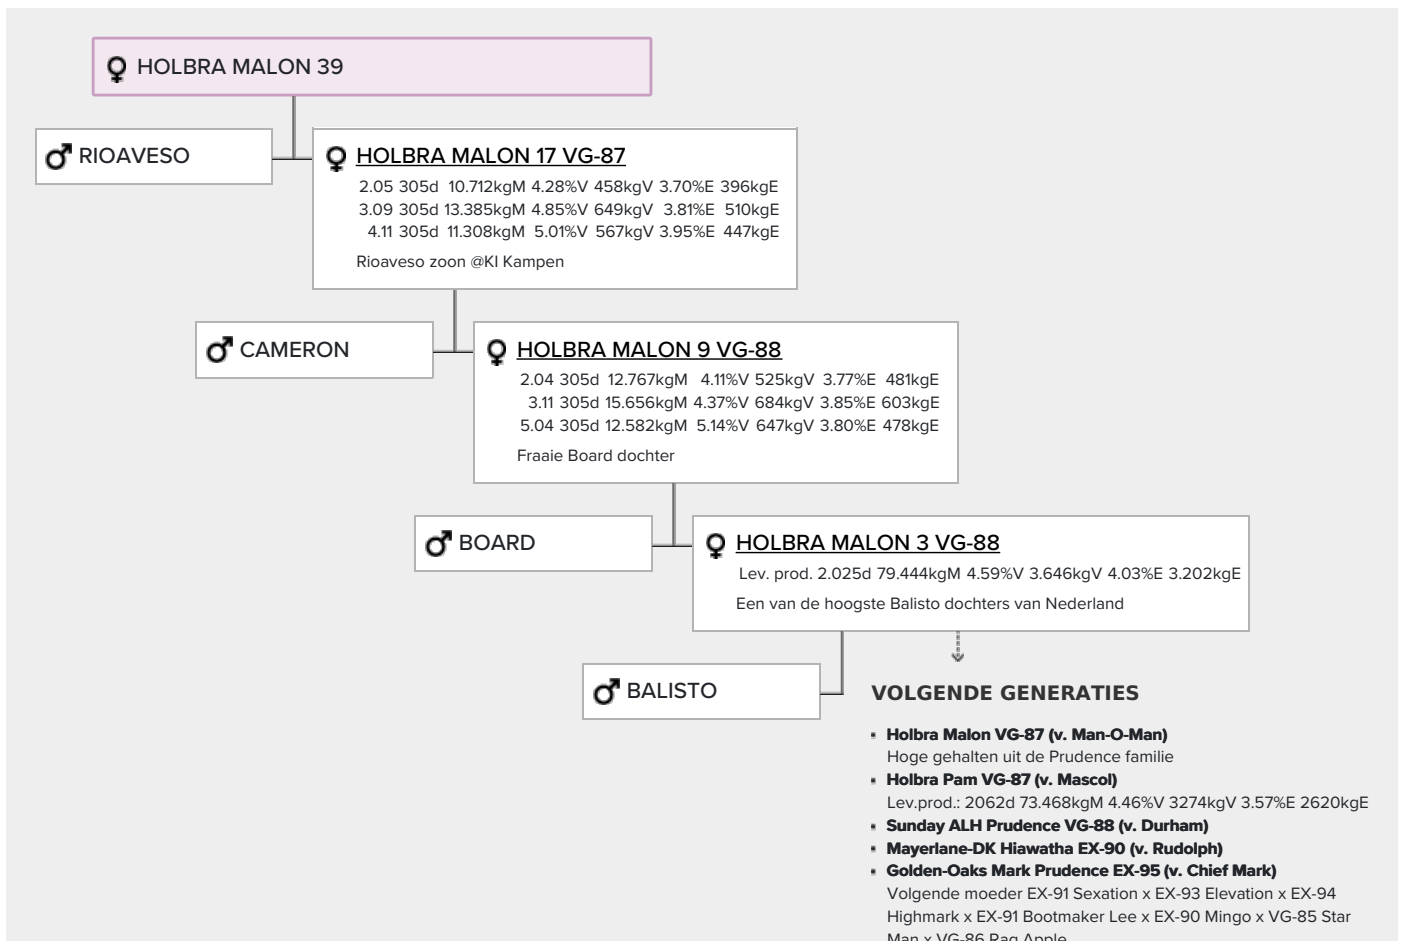 HOLBRA MALON 39
RIOAVESO
HOLBRA MALON 17 VG-87
2.05 305d 10.712kgM 4.28%V 458kgV 3.70%E 396kgE
3.09 305d 13.385kgM 4.85%V 649kgV 3.81%E 510kgE
4.11 305d 11.308kgM 5.01%V 567kgV 3.95%E 447kgE
Rioaveso zoon @KI Kampen
CAMERON
HOLBRA MALON 9 VG-88
2.04 305d 12.767kgM 4.11%V 525kgV 3.77%E 481kgE
3.11 305d 15.656kgM 4.37%V 684kgV 3.85%E 603kgE
5.04 305d 12.582kgM 5.14%V 647kgV 3.80%E 478kgE
Fraaie Board dochter
BOARD
HOLBRA MALON 3 VG-88
Lev. prod. 2.025d 79.444kgM 4.59%V 3.646kgV 4.03%E 3.202kgE
Een van de hoogste Balisto dochters van Nederland
BALISTO
VOLGENDE GENERATIES
Holbra Malon VG-87 (v. Man-O-Man)
Hoge gehalten uit de Prudence familie
Holbra Pam VG-87 (v. Mascol)
Lev.prod.: 2062d 73.468kgM 4.46%V 3274kgV 3.57%E 2620kgE
Sunday ALH Prudence VG-88 (v. Durham)
Mayerlane-DK Hiawatha EX-90 (v. Rudolph)
Golden-Oaks Mark Prudence EX-95 (v. Chief Mark)
Volgende moeder EX-91 Sexation x EX-93 Elevation x EX-94
Highmark x EX-91 Bootmaker Lee x EX-90 Mingo x VG-85 Star
Man x VG-86 Rag Apple